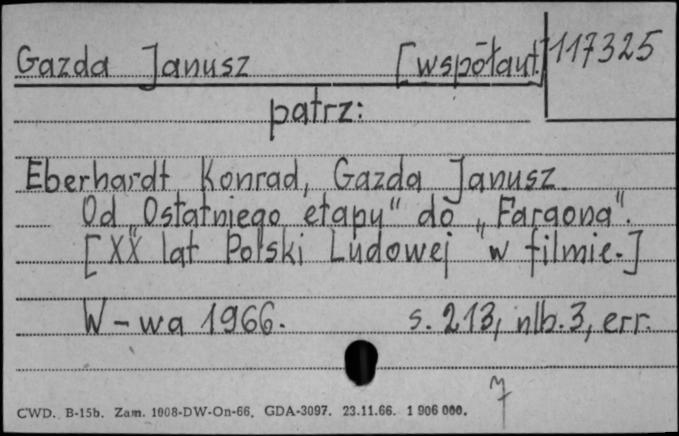 Gazda Janusz [współaut.] 117325
patrz:
Eberhardt Konrad, Gazda Janusz
Od „Ostatniego etapu" do „Faraona".
[XX lat Polski Ludowej w filmie.]
W-wa 1966. s. 213, nlb. 3, err.
7
CWD. B-15b. Zam. 1008-DW-On-66. GDA-3097. 23.11.66. 1 906 000.